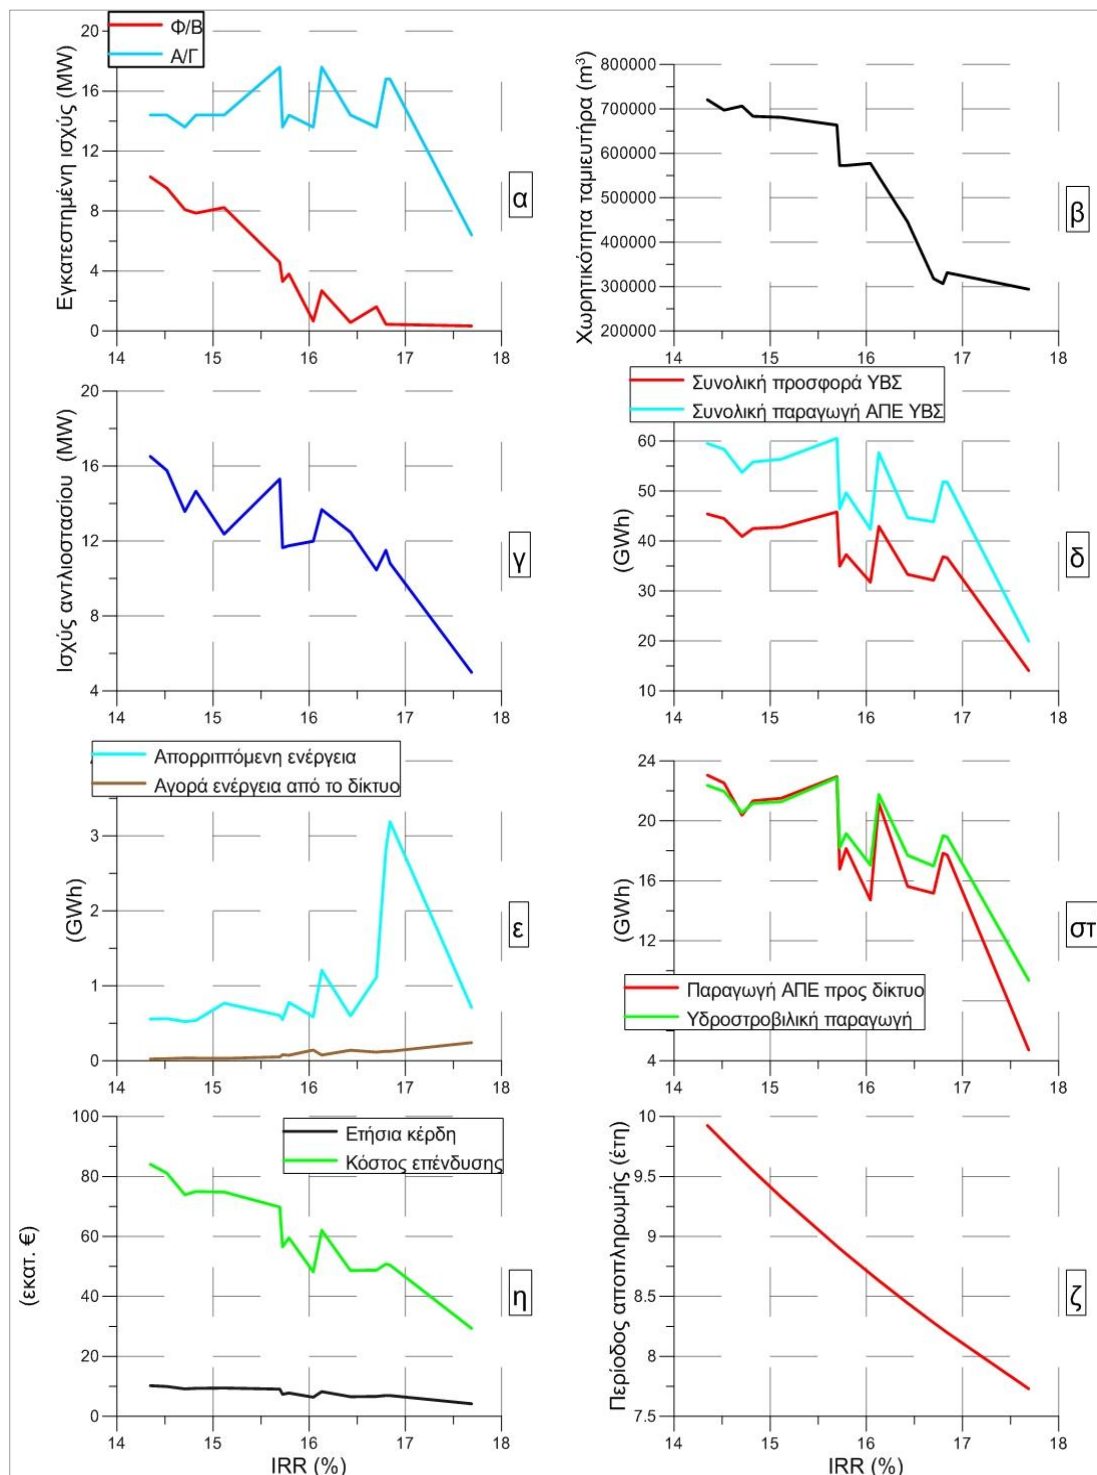 Φ/Β
Α/Γ
Εγκατεστημένη ισχύς (MW)
20
16
12
8
4
0
14 15 16 17 18
α
Χωρητικότητα ταμιευτήρα (m³)
800000
700000
600000
500000
400000
300000
200000
14 15 16 17 18
β
Ισχύς αντλιοστασίου (MW)
20
16
12
8
4
14 15 16 17 18
γ
Συνολική προσφορά ΥΒΣ
Συνολική παραγωγή ΑΠΕ ΥΒΣ
(GWh)
60
50
40
30
20
10
14 15 16 17 18
δ
Απορριπτόμενη ενέργεια
Αγορά ενέργεια από το δίκτυο
(GWh)
3
2
1
0
14 15 16 17 18
ε
(GWh)
24
20
16
12
4
Παραγωγή ΑΠΕ προς δίκτυο
Υδροστροβιλική παραγωγή
14 15 16 17 18
στ
Ετήσια κέρδη
Κόστος επένδυσης
(εκατ. €)
100
80
60
40
20
0
14 15 16 17 18
IRR (%)
η
Περίοδος αποπληρωμής (έτη)
10
9.5
9
8.5
8
7.5
14 15 16 17 18
IRR (%)
ζ